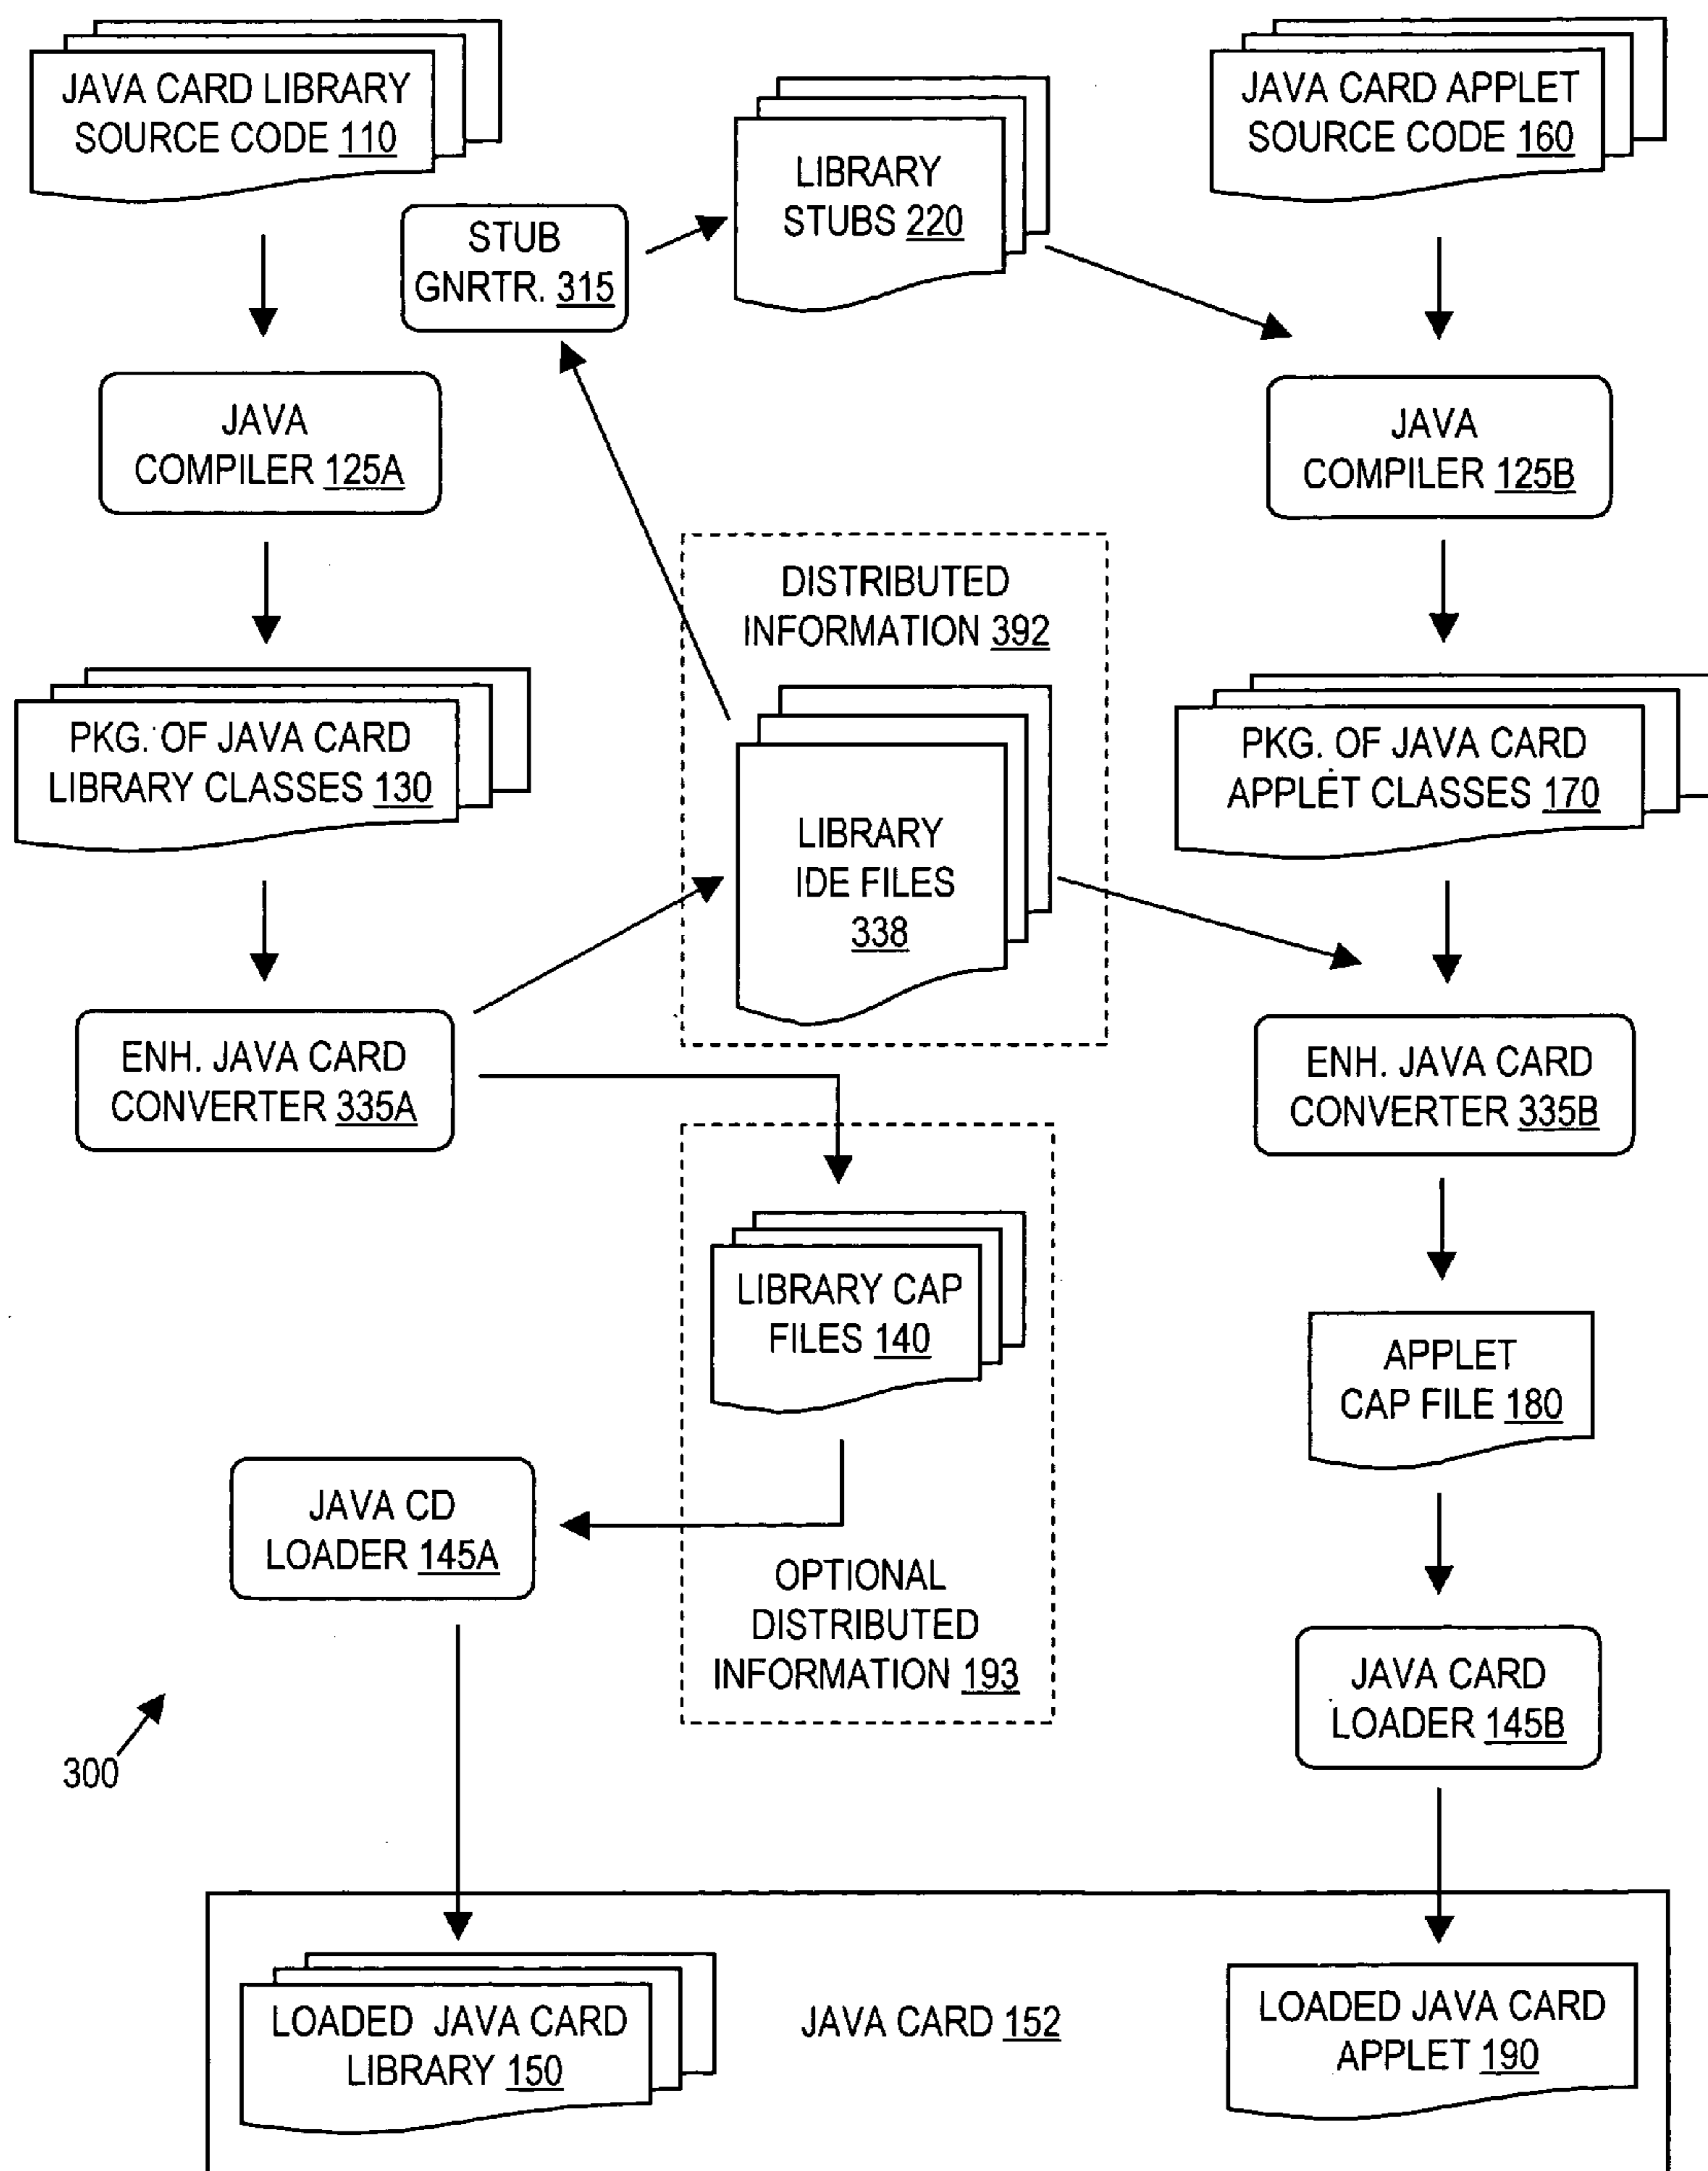 JAVA CARD LIBRARY
SOURCE CODE 110
LIBRARY
STUBS 220
JAVA CARD APPLET
SOURCE CODE 160
STUB
GNRTR. 315
JAVA
COMPILER 125A
JAVA
COMPILER 125B
DISTRIBUTED
INFORMATION 392
PKG. OF JAVA CARD
LIBRARY CLASSES 130
LIBRARY
IDE FILES
338
PKG. OF JAVA CARD
APPLET CLASSES 170
ENH. JAVA CARD
CONVERTER 335A
ENH. JAVA CARD
CONVERTER 335B
LIBRARY CAP
FILES 140
APPLET
CAP FILE 180
JAVA CD
LOADER 145A
OPTIONAL
DISTRIBUTED
INFORMATION 193
JAVA CARD
LOADER 145B
300
LOADED JAVA CARD
LIBRARY 150
JAVA CARD 152
LOADED JAVA CARD
APPLET 190